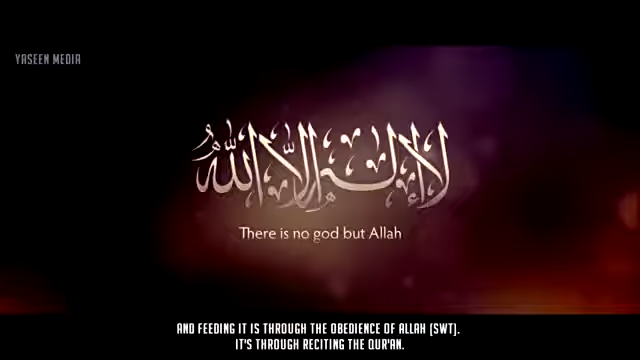 YASEEN MEDIA
لا إله إلا الله
There is no god but Allah
AND FEEDING IT IS THROUGH THE OBEDIENCE OF ALLAH (SWT).
IT'S THROUGH RECITING THE QUR'AN.